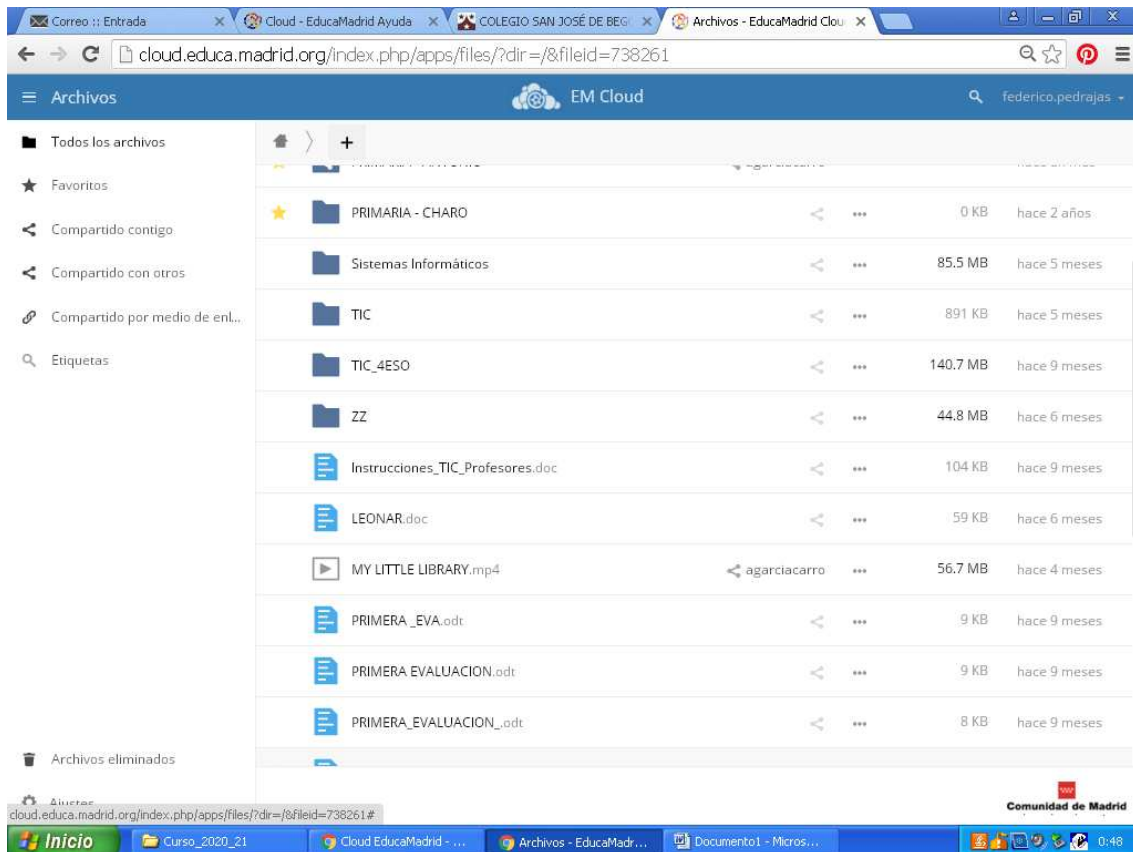 Correo :: Entrada
Cloud - EducaMadrid Ayuda
COLEGIO SAN JOSÉ DE BEG
Archivos - EducaMadrid Clou
cloud.educa.madrid.org/index.php/apps/files/?dir=/&fileid=738261
Archivos
EM Cloud
federico.pedrajas
Todos los archivos
Favoritos
Compartido contigo
Compartido con otros
Compartido por medio de enl...
Etiquetas
Archivos eliminados
Ajustes
+
agarciacarro
PRIMARIA - CHARO 0 KB hace 2 años
Sistemas Informáticos 85.5 MB hace 5 meses
TIC 891 KB hace 5 meses
TIC_4ESO 140.7 MB hace 9 meses
ZZ 44.8 MB hace 6 meses
Instrucciones_TIC_Profesores.doc 104 KB hace 9 meses
LEONAR.doc 59 KB hace 6 meses
MY LITTLE LIBRARY.mp4 agarciacarro 56.7 MB hace 4 meses
PRIMERA _EVA.odt 9 KB hace 9 meses
PRIMERA EVALUACION.odt 9 KB hace 9 meses
PRIMERA_EVALUACION_.odt 8 KB hace 9 meses
Comunidad de Madrid
cloud.educa.madrid.org/index.php/apps/files/?dir=/&fileid=738261#
Inicio
Curso_2020_21
Cloud EducaMadrid - ...
Archivos - EducaMadr...
Documento1 - Micros...
0:48